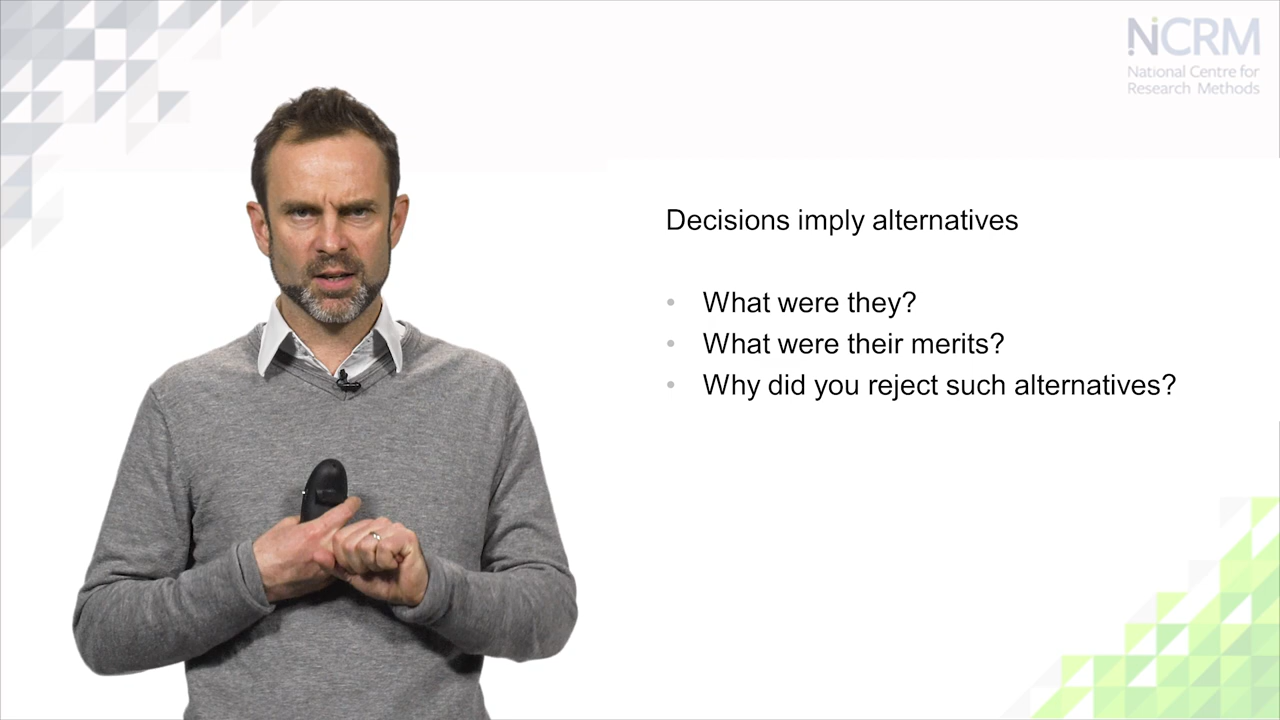 NCRM
National Centre for
Research Methods
Decisions imply alternatives
• What were they?
• What were their merits?
• Why did you reject such alternatives?